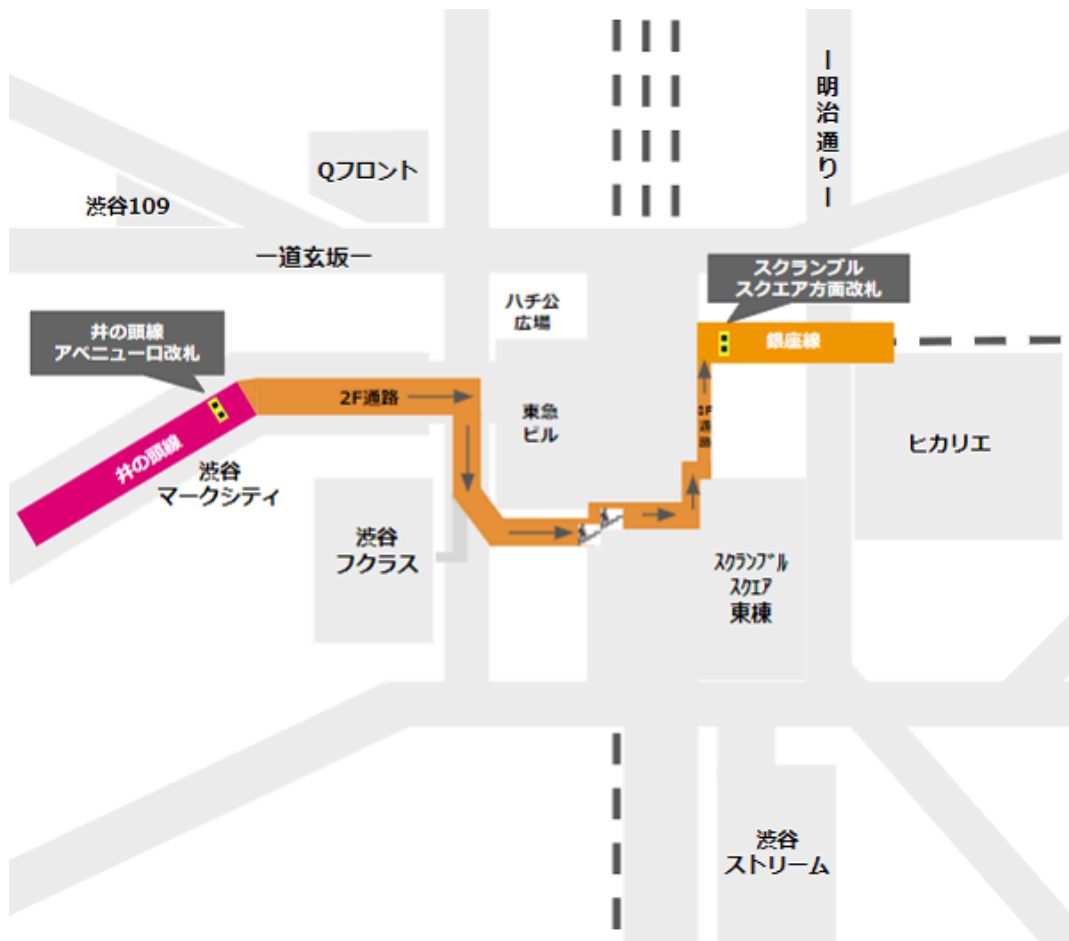 ー明治通りー
Qフロント
渋谷109
ー道玄坂ー
スクランブル
スクエア方面改札
ハチ公
広場
井の頭線
アベニュー口改札
銀座線
2F通路
東急
ビル
ヒカリエ
井の頭線
渋谷
マークシティ
渋谷
フクラス
スクランブル
スクエア
東棟
渋谷
ストリーム